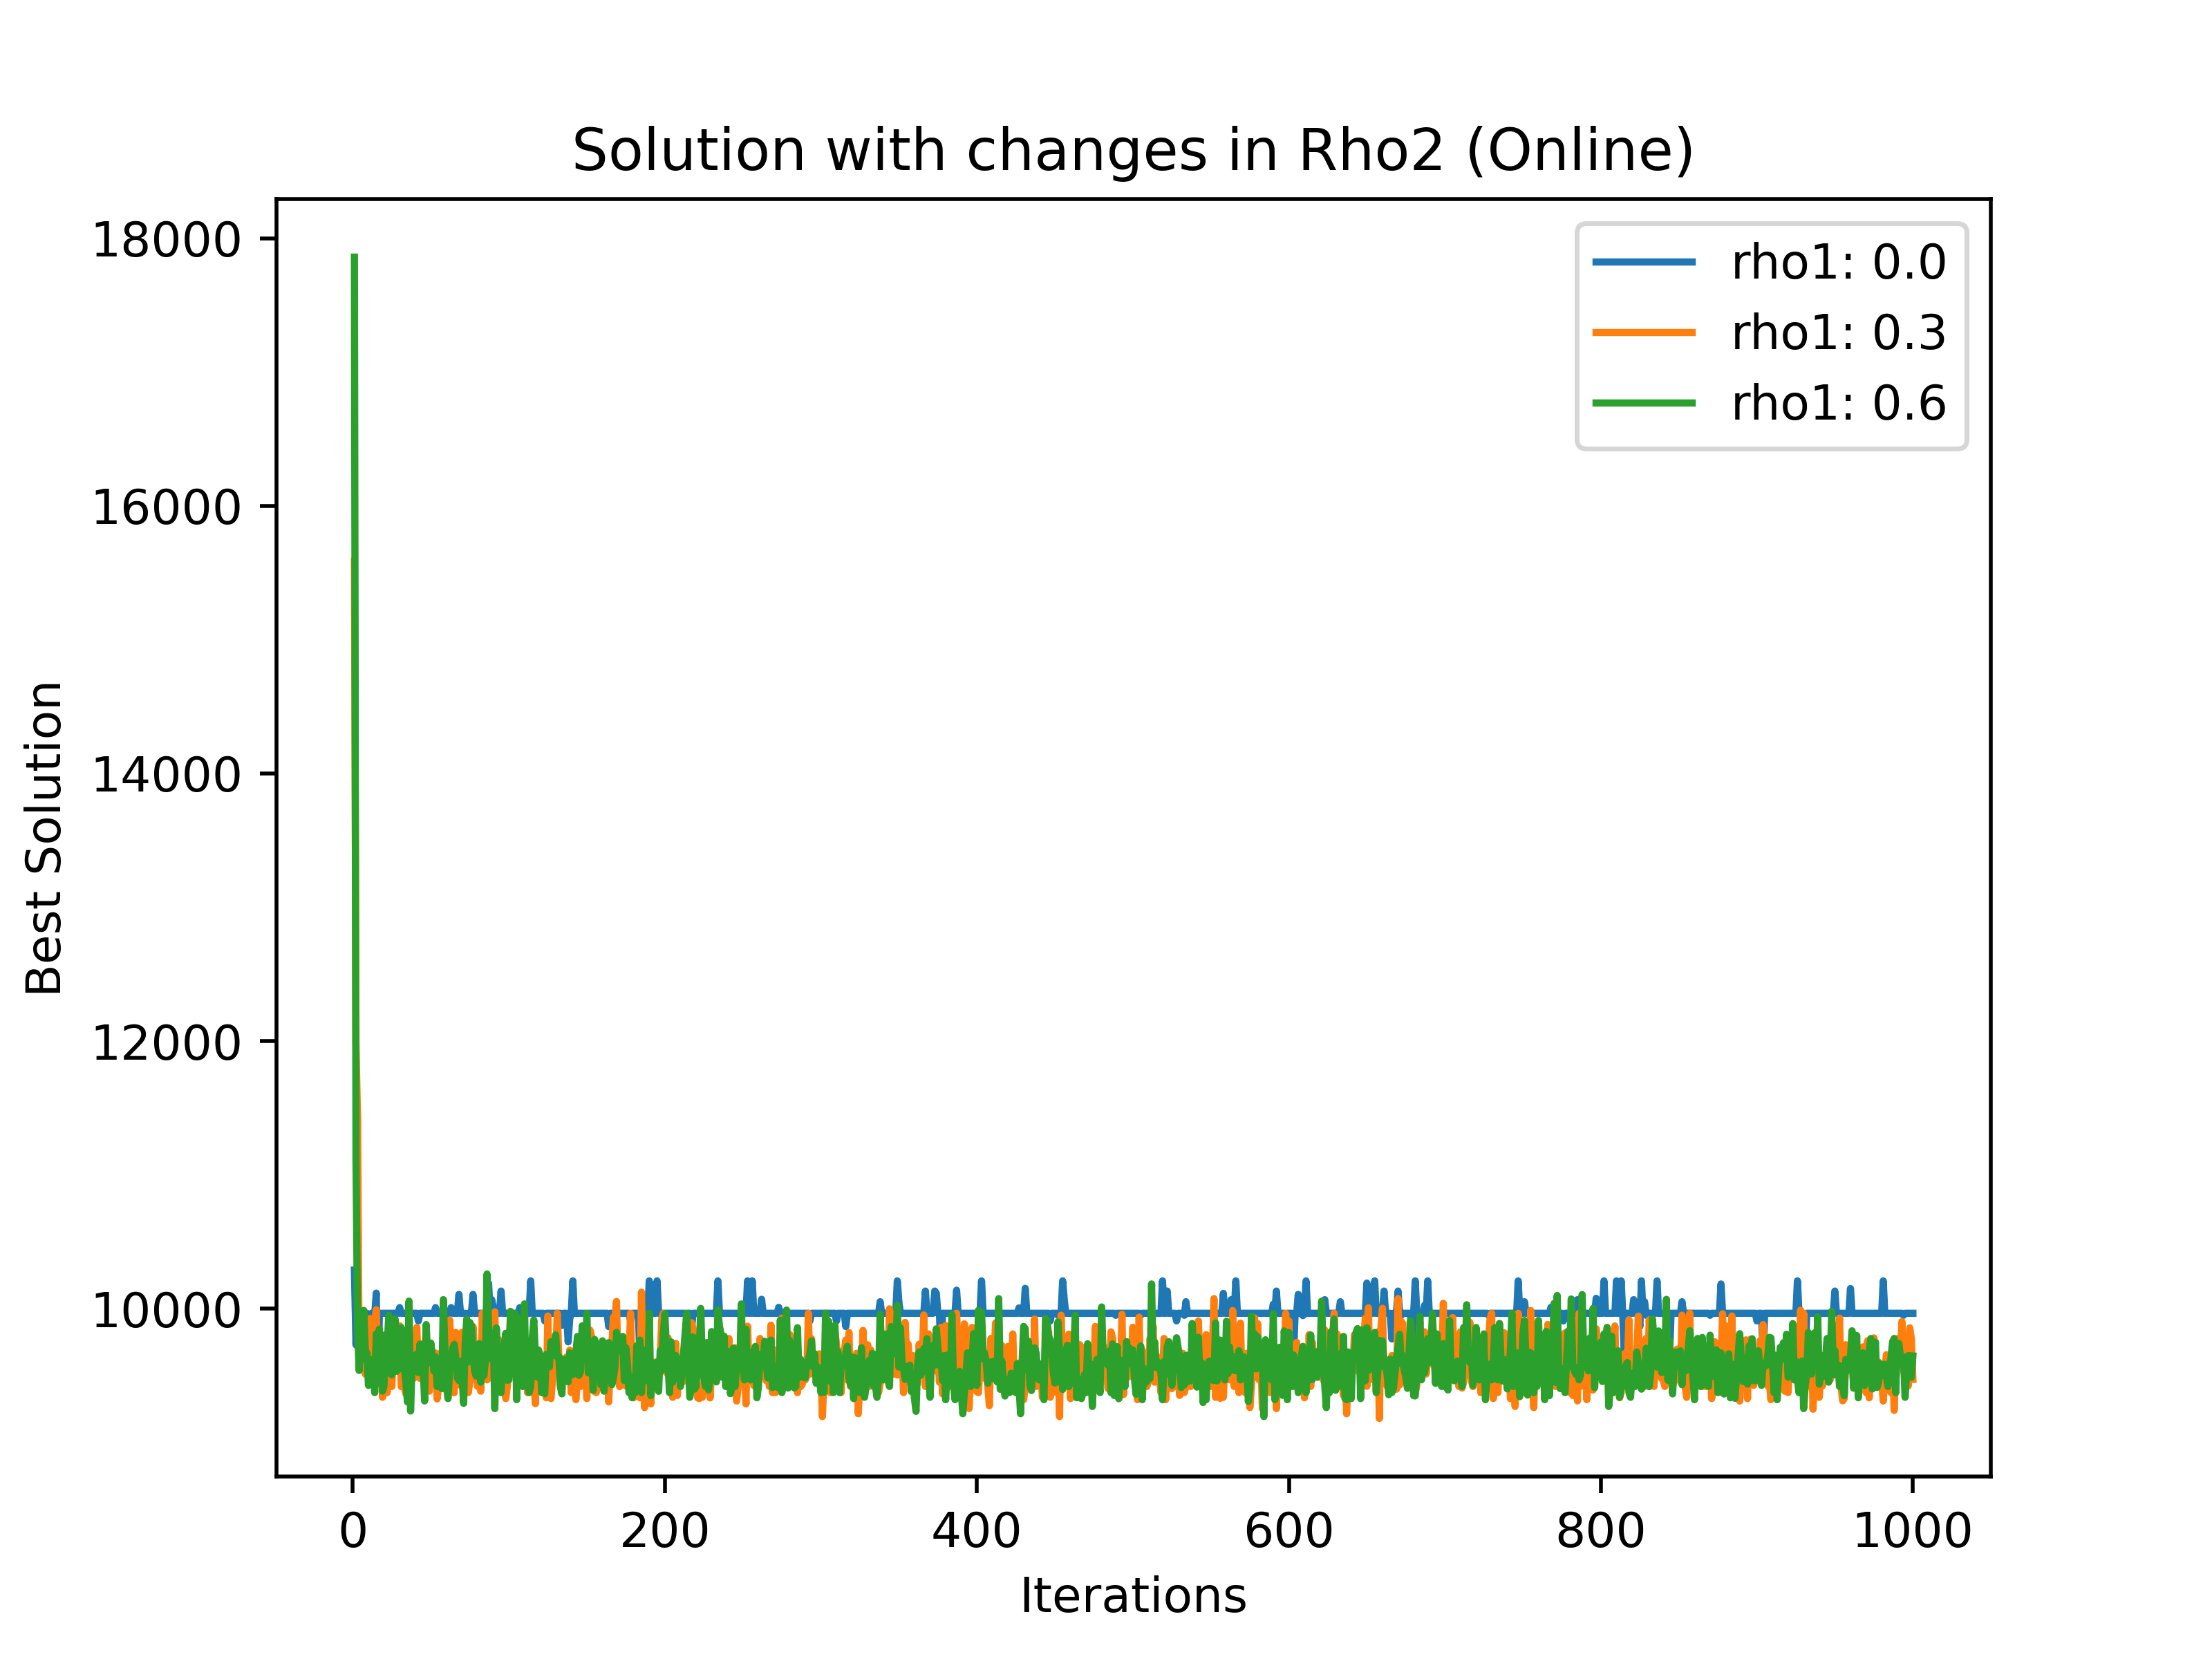 Solution with changes in Rho2 (Online)
18000
16000
14000
12000
10000
Best Solution
rho1: 0.0
rho1: 0.3
rho1: 0.6
0 200 400 600 800 1000
Iterations